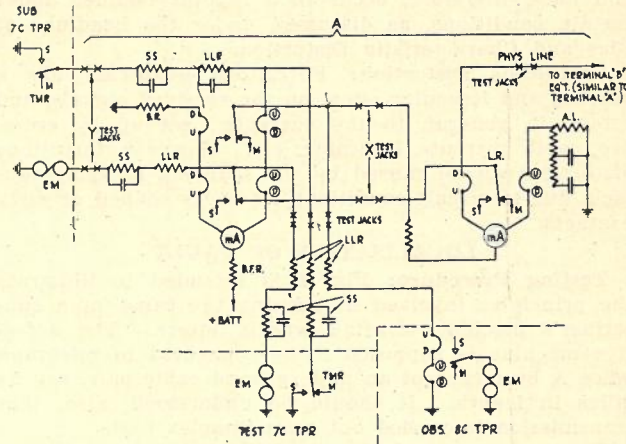 SUB
7C TPR
A
SS
LLR
PHYS LINE
TEST JACKS
TO TERMINAL "B"
EQT. (SIMILAR TO
TERMINAL "A")
S
M
TMR
B.R.
Y TEST
JACKS
D
U
U
D
S
M
X TEST
JACKS
A.L.
L.R.
D
U
U
D
S
M
EM
SS
LLR
D
U
U
D
S
M
mA
mA
TEST JACKS
LLR
B.F.R.
+ BATT
SS
EM
TMR
S
M
U
D
U
D
S
M
EM
TEST 7C TPR
OBS. 8C TPR